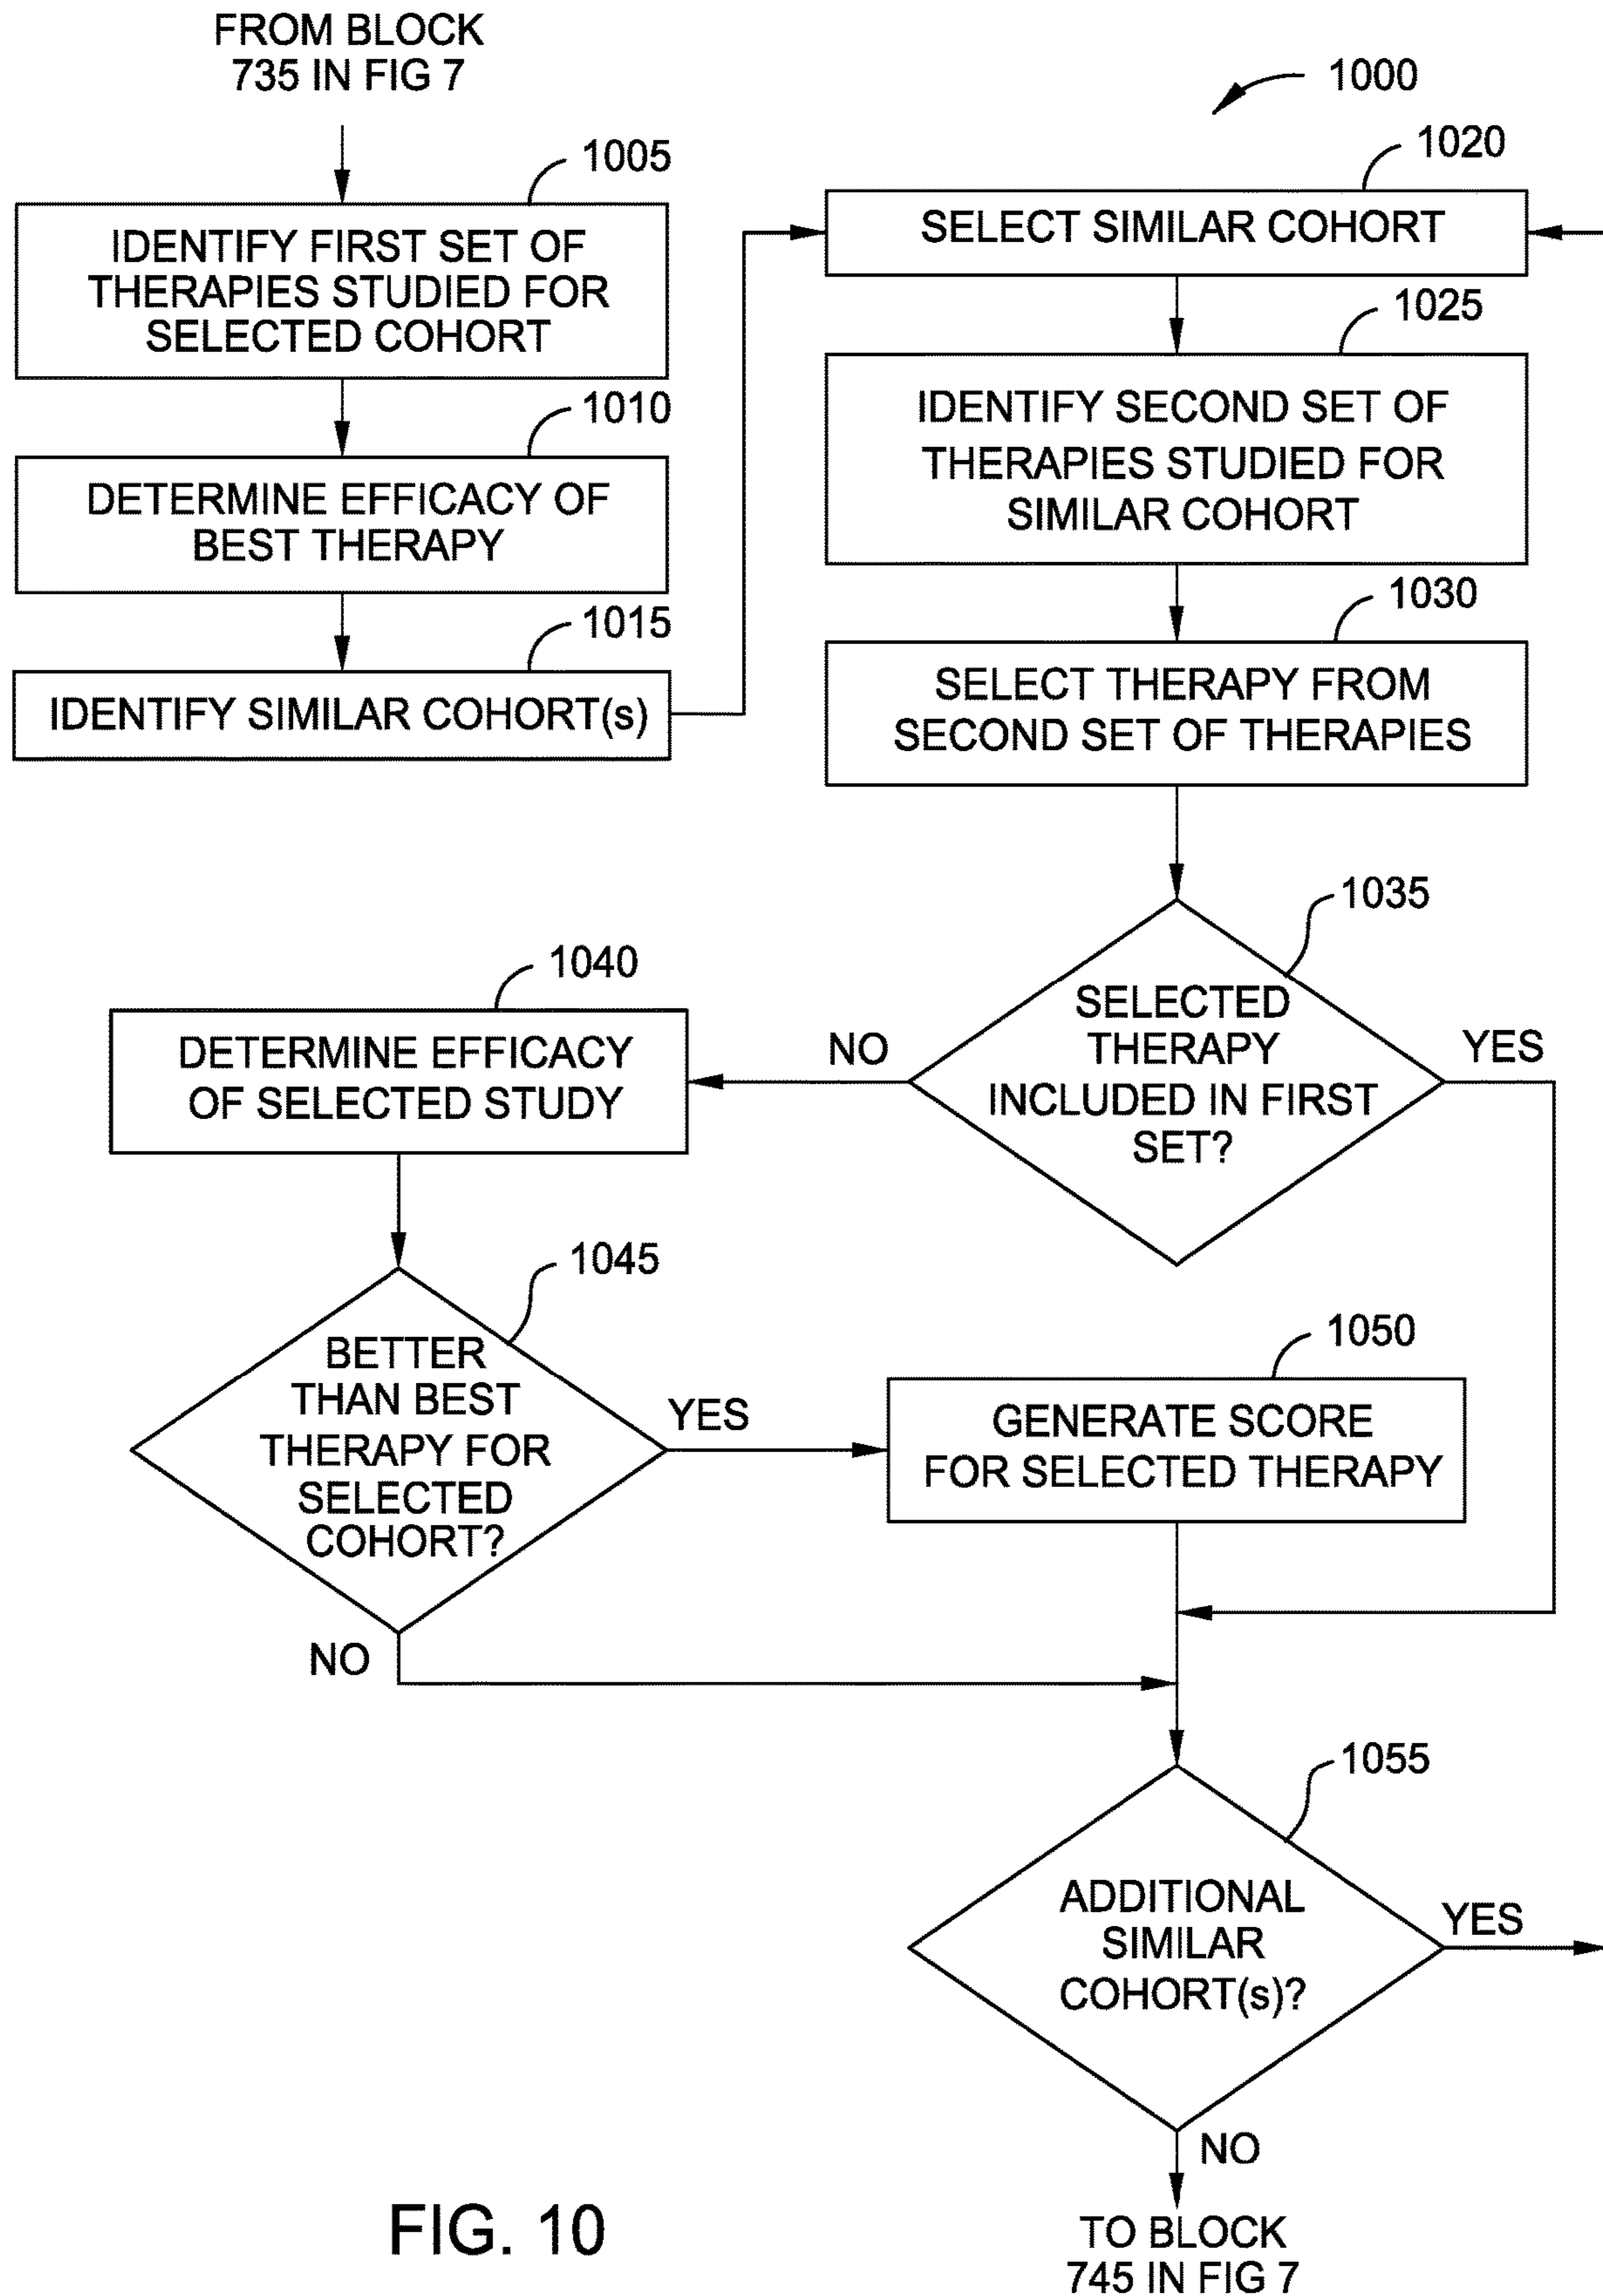 FROM BLOCK
735 IN FIG 7
1000
1005
IDENTIFY FIRST SET OF
THERAPIES STUDIED FOR
SELECTED COHORT
1010
DETERMINE EFFICACY OF
BEST THERAPY
1015
IDENTIFY SIMILAR COHORT(s)
1020
SELECT SIMILAR COHORT
1025
IDENTIFY SECOND SET OF
THERAPIES STUDIED FOR
SIMILAR COHORT
1030
SELECT THERAPY FROM
SECOND SET OF THERAPIES
1035
SELECTED
THERAPY
INCLUDED IN FIRST
SET?
NO
YES
1040
DETERMINE EFFICACY
OF SELECTED STUDY
1045
BETTER
THAN BEST
THERAPY FOR
SELECTED
COHORT?
YES
NO
1050
GENERATE SCORE
FOR SELECTED THERAPY
1055
ADDITIONAL
SIMILAR
COHORT(s)?
YES
NO
TO BLOCK
745 IN FIG 7
FIG. 10